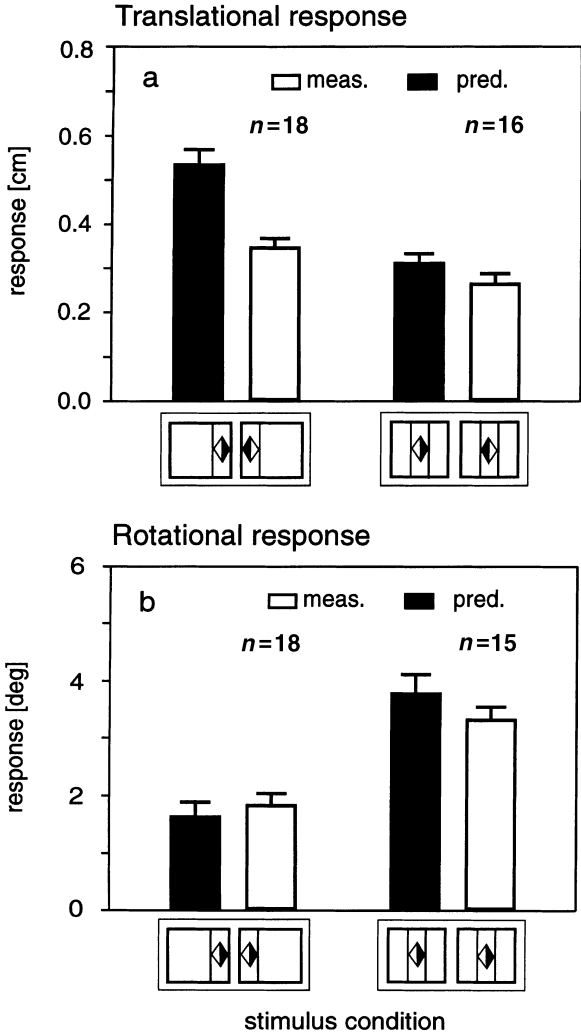 Translational response
0.8
a meas. pred.
n=18 n=16
0.6
0.4
0.2
0.0
response [cm]
Rotational response
6
b meas. pred.
n=18 n=15
4
2
0
response [deg]
stimulus condition